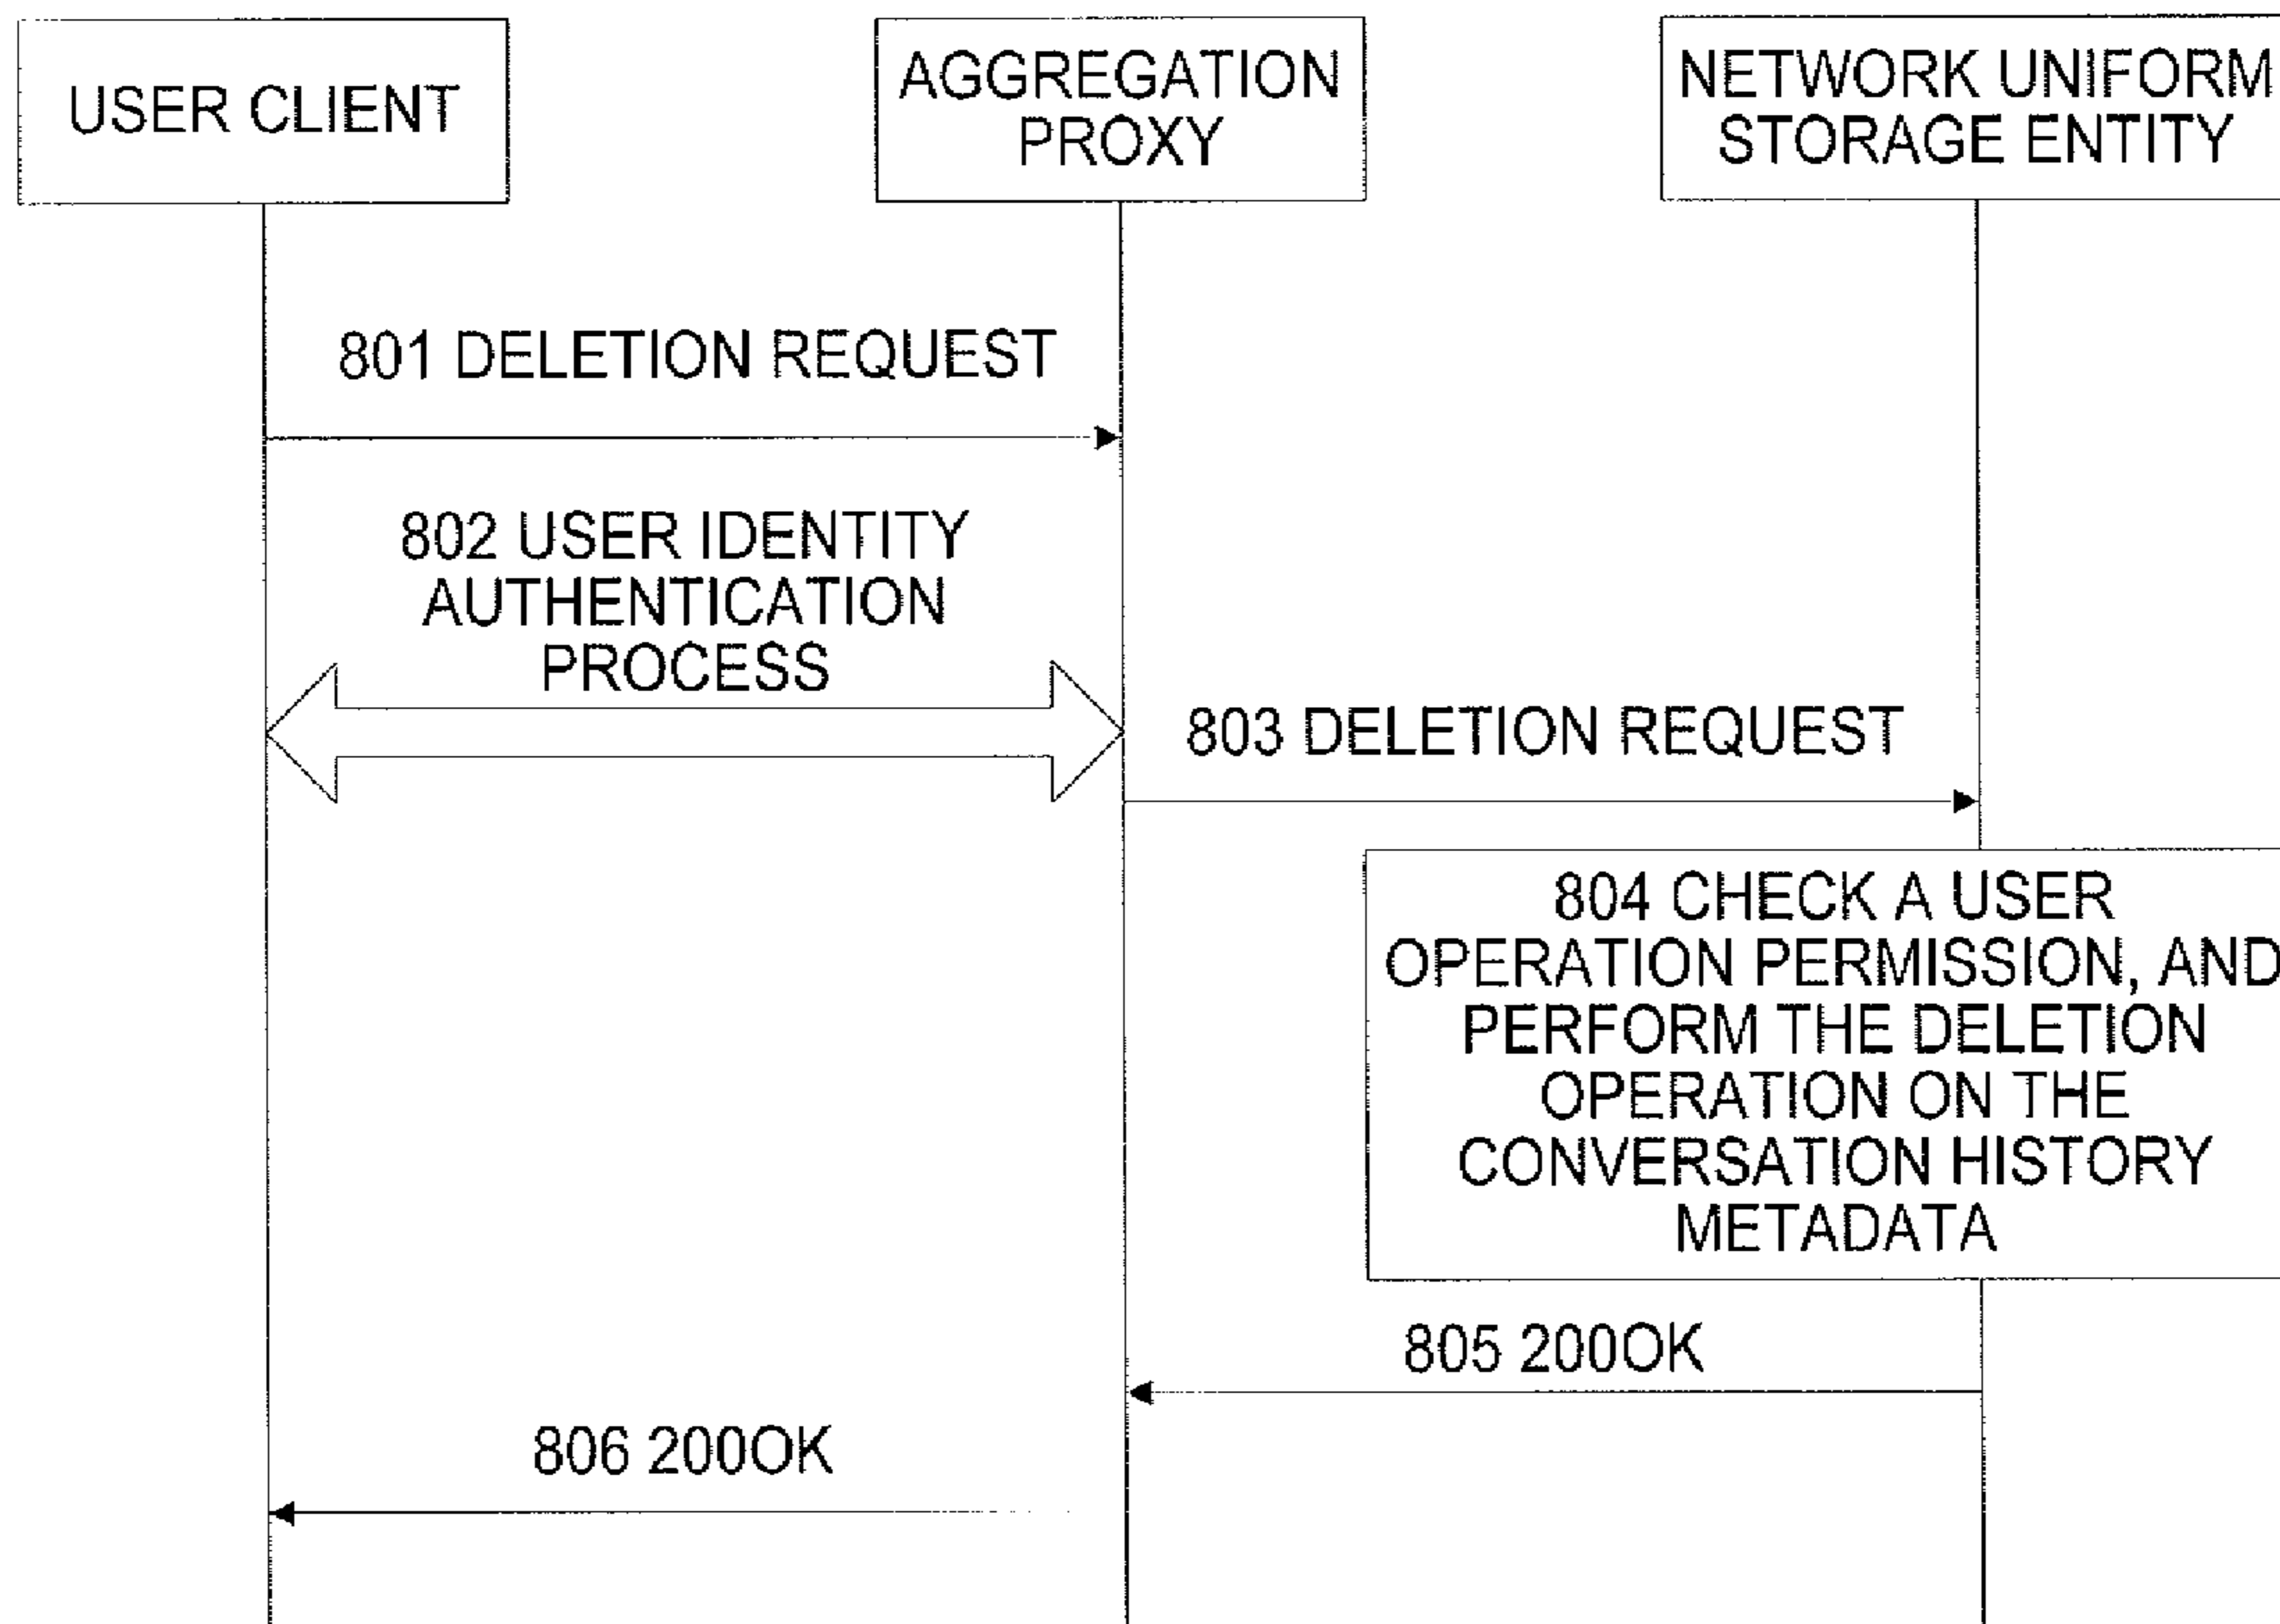 USER CLIENT
AGGREGATION
PROXY
NETWORK UNIFORM
STORAGE ENTITY
801 DELETION REQUEST
802 USER IDENTITY
AUTHENTICATION
PROCESS
803 DELETION REQUEST
804 CHECK A USER
OPERATION PERMISSION, AND
PERFORM THE DELETION
OPERATION ON THE
CONVERSATION HISTORY
METADATA
805 200OK
806 200OK